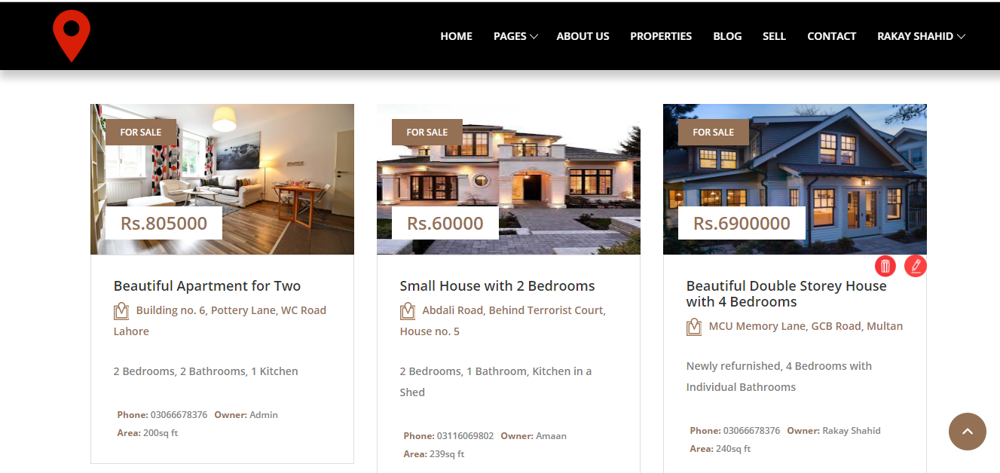 HOME PAGES ABOUT US PROPERTIES BLOG SELL CONTACT RAKAY SHAHID
FOR SALE
Rs.805000
Beautiful Apartment for Two
Building no. 6, Pottery Lane, WC Road
Lahore
2 Bedrooms, 2 Bathrooms, 1 Kitchen
Phone: 03066678376 Owner: Admin
Area: 200sq ft
FOR SALE
Rs.60000
Small House with 2 Bedrooms
Abdali Road, Behind Terrorist Court,
House no. 5
2 Bedrooms, 1 Bathroom, Kitchen in a
Shed
Phone: 03116069802 Owner: Amaan
Area: 239sq ft
FOR SALE
Rs.6900000
Beautiful Double Storey House
with 4 Bedrooms
MCU Memory Lane, GCB Road, Multan
Newly refurnished, 4 Bedrooms with
Individual Bathrooms
Phone: 03066678376 Owner: Rakay Shahid
Area: 240sq ft